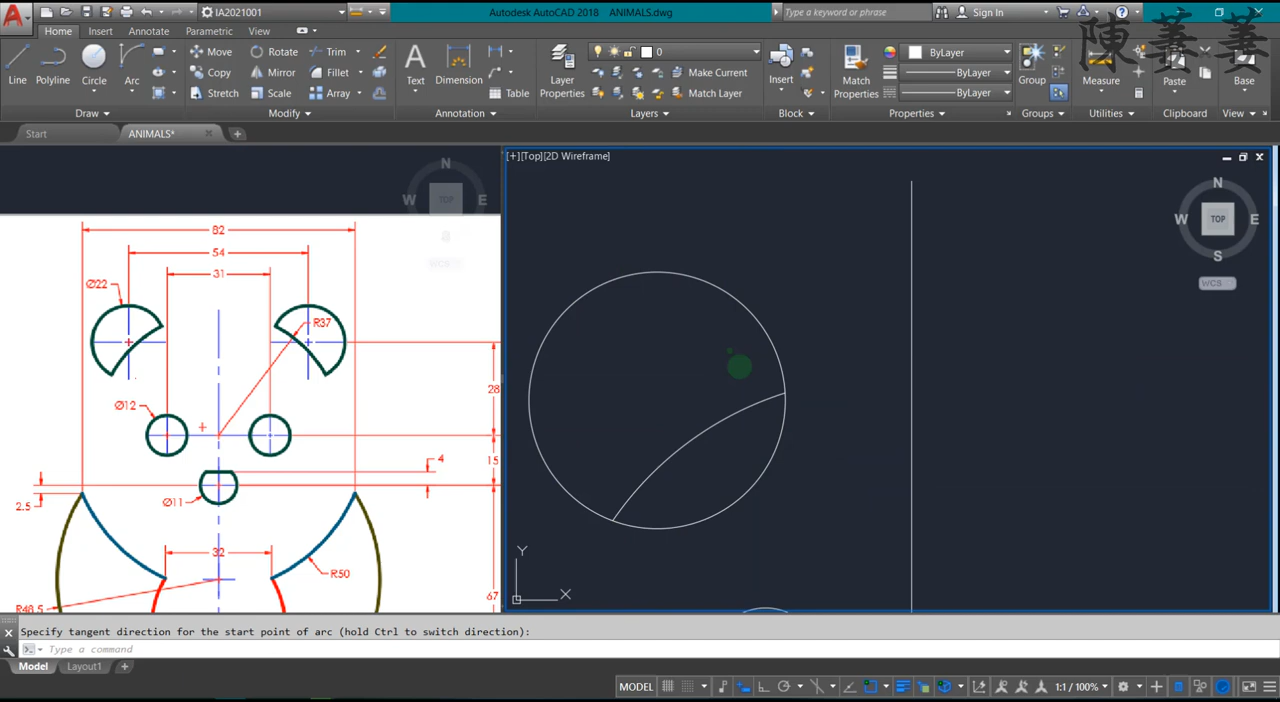 IA2021001
Autodesk AutoCAD 2018 ANIMALS.dwg
Type a keyword or phrase
Sign In
Home Insert Annotate Parametric View
陳蓁蓁
Move Rotate Trim
Copy Mirror Fillet
Stretch Scale Array
Line Polyline Circle Arc
Text Dimension
Table
Layer
Properties
0
Make Current
Match Layer
Insert
Match
Properties
ByLayer
ByLayer
ByLayer
Group
Measure
Paste
Base
Draw Modify Annotation Layers Block Properties Groups Utilities Clipboard View
Start ANIMALS*
[+][Top][2D Wireframe]
N
W TOP E
S
WCS
N
W TOP E
S
WCS
82
54
31
Ø22
R37
28
Ø12
15
4
Ø11
2.5
32
R50
67
R48.5
Y
X
Specify tangent direction for the start point of arc (hold Ctrl to switch direction):
Type a command
Model Layout1
MODEL
1:1 / 100%